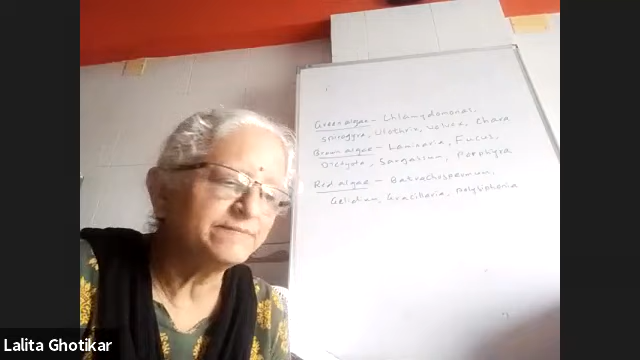 Green algae - Chlamydomonas,
Spirogyra, Ulothrix, Volvox, Chara
Brown algae - Laminaria, Fucus,
Dictyota, Sargassum, Porphyra
Red algae - Batrachospermum,
Gelidium, Gracillaria, Polysiphonia
Lalita Ghotikar